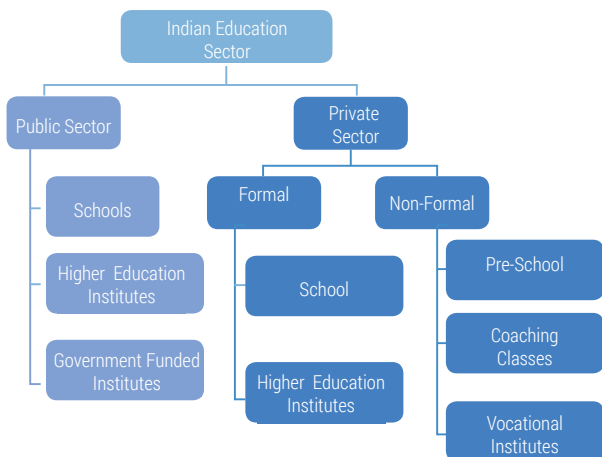 Indian Education
Sector
Public Sector
Private
Sector
Schools
Higher Education
Institutes
Government Funded
Institutes
Formal
School
Higher Education
Institutes
Non-Formal
Pre-School
Coaching
Classes
Vocational
Institutes